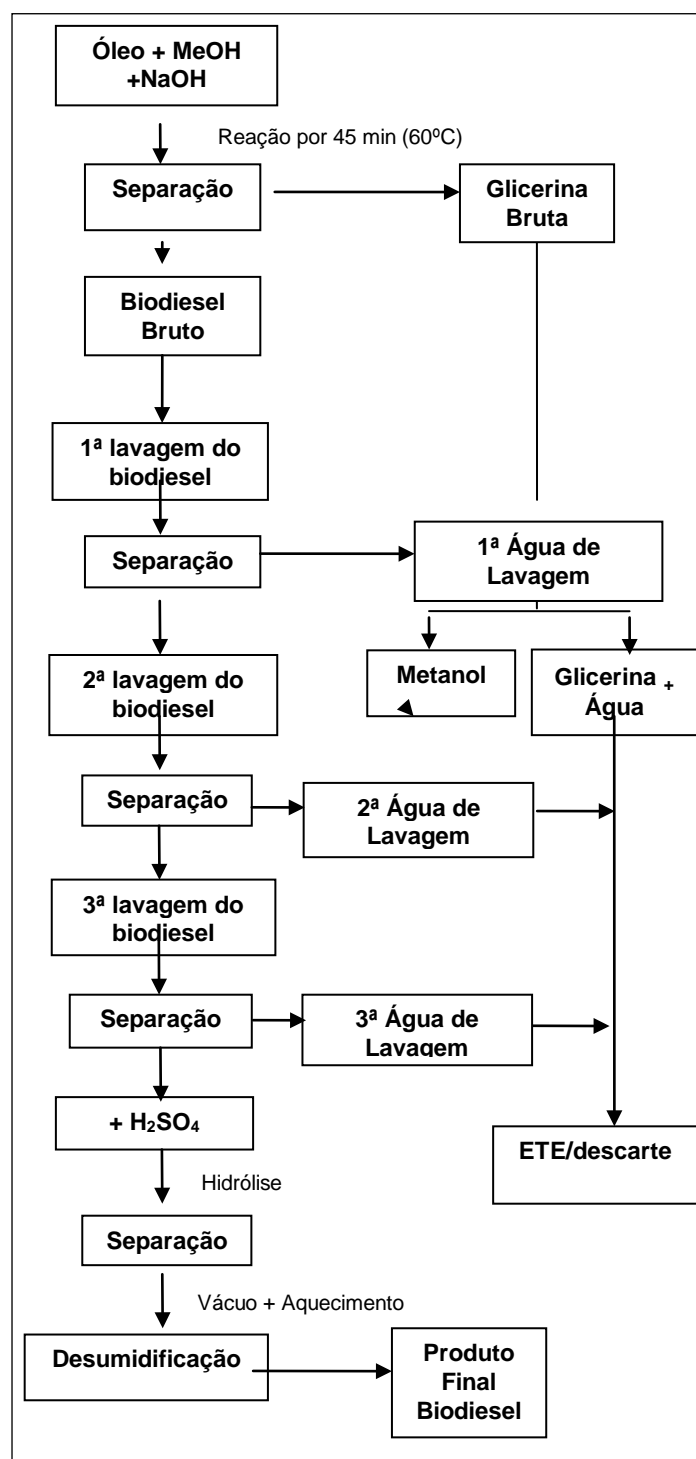 Óleo + MeOH
+NaOH
Reação por 45 min (60ºC)
Separação
Glicerina
Bruta
Biodiesel
Bruto
1ª lavagem do
biodiesel
Separação
1ª Água de
Lavagem
Metanol
Glicerina +
Água
2ª lavagem do
biodiesel
Separação
2ª Água de
Lavagem
3ª lavagem do
biodiesel
Separação
3ª Água de
Lavagem
+ H₂SO₄
ETE/descarte
Hidrólise
Separação
Vácuo + Aquecimento
Desumidificação
Produto
Final
Biodiesel